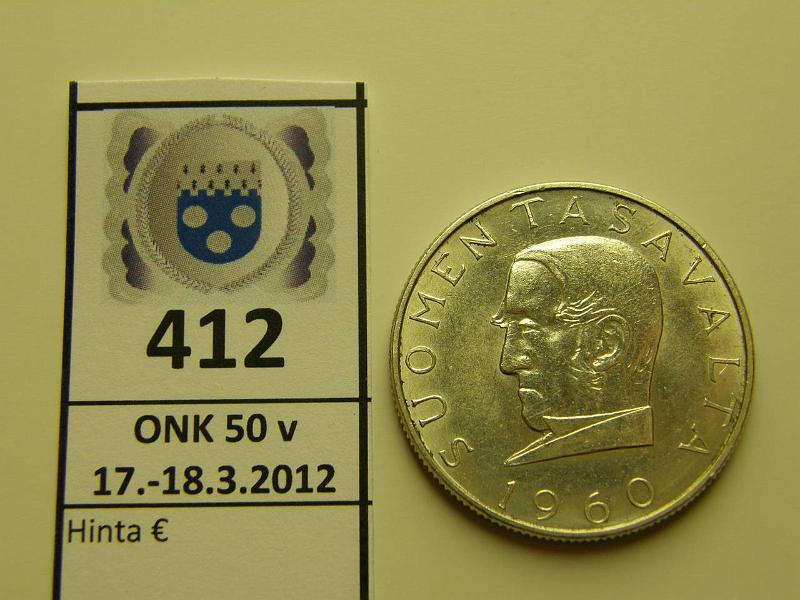 412
ONK 50 v
17.-18.3.2012
Hinta €
SUOMEN TASAVALTA
1960